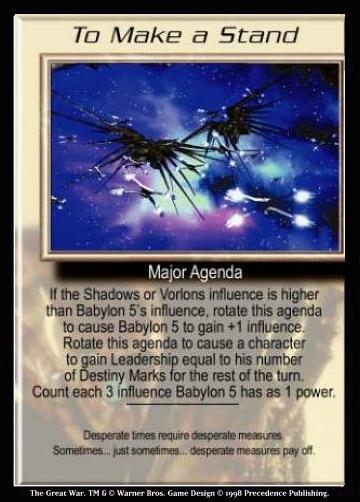 To Make a Stand
Major Agenda
If the Shadows or Vorlons influence is higher
than Babylon 5's influence, rotate this agenda
to cause Babylon 5 to gain +1 influence.
Rotate this agenda to cause a character
to gain Leadership equal to his number
of Destiny Marks for the rest of the turn.
Count each 3 influence Babylon 5 has as 1 power.
Desperate times require desperate measures.
Sometimes... just sometimes... desperate measures pay off.
The Great War. TM & © Warner Bros. Game Design © 1998 Precedence Publishing.